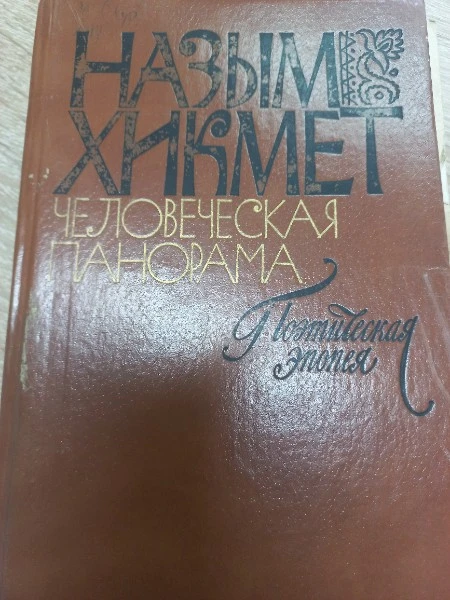 НАЗЫМ
ХИКМЕТ
ЧЕЛОВЕЧЕСКАЯ
ПАНОРАМА
Поэтическая
эпопея